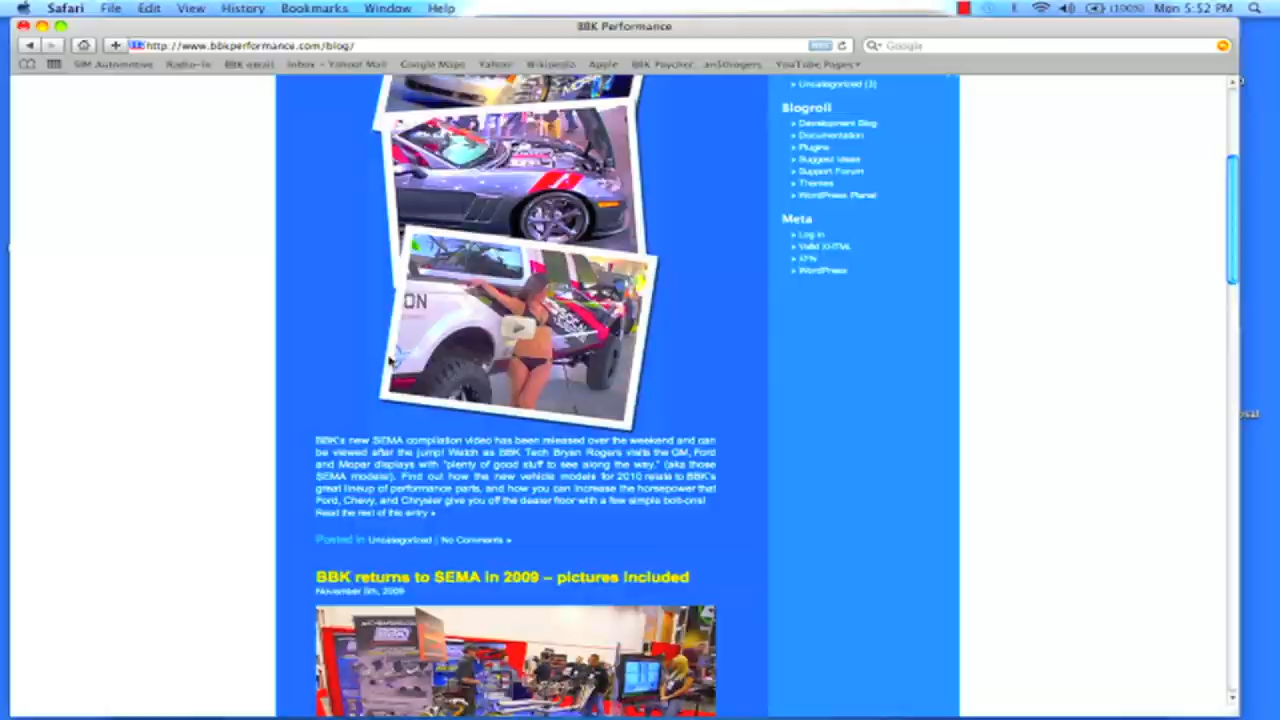 Safari File Edit View History Bookmarks Window Help (100%) Mon 5:52 PM
BBK Performance
http://www.bbkperformance.com/blog/
Google
SIM Automotive Radio-In BBK email Inbox - Yahoo! Mail Google Maps Yahoo! Wikipedia Apple BBK Paychec YouTube Pages
Uncategorized (3)
Blogroll
» Development Blog
» Documentation
» Plugins
» Suggest Ideas
» Support Forum
» Themes
» WordPress Planet
Meta
» Log in
» Valid XHTML
» XFN
» WordPress
ON
BBK's new SEMA compilation video has been released over the weekend and can
be viewed after the jump! Watch as BBK Tech Bryan Rogers visits the GM, Ford
and Mopar displays with "plenty of good stuff to see along the way." (aka those
SEMA models!). Find out how the new vehicle models for 2010 relate to BBK's
great lineup of performance parts, and how you can increase the horsepower that
Ford, Chevy, and Chrysler give you off the dealer floor with a few simple bolt-ons!
Read the rest of this entry »
Posted in Uncategorized | No Comments »
BBK returns to SEMA in 2009 – pictures included
November 5th, 2009
BBK